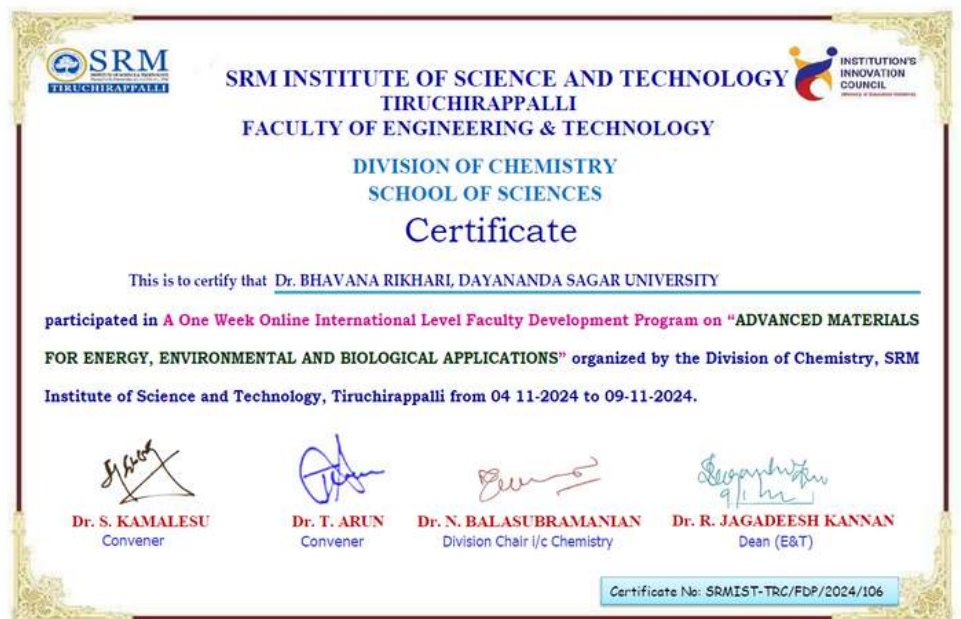 SRM
TIRUCHIRAPPALLI
INSTITUTION'S
INNOVATION
COUNCIL
SRM INSTITUTE OF SCIENCE AND TECHNOLOGY
TIRUCHIRAPPALLI
FACULTY OF ENGINEERING & TECHNOLOGY
DIVISION OF CHEMISTRY
SCHOOL OF SCIENCES
Certificate
This is to certify that Dr. BHAVANA RIKHARI, DAYANANDA SAGAR UNIVERSITY
participated in A One Week Online International Level Faculty Development Program on “ADVANCED MATERIALS
FOR ENERGY, ENVIRONMENTAL AND BIOLOGICAL APPLICATIONS” organized by the Division of Chemistry, SRM
Institute of Science and Technology, Tiruchirappalli from 04 11-2024 to 09-11-2024.
Dr. S. KAMALESU
Convener
Dr. T. ARUN
Convener
Dr. N. BALASUBRAMANIAN
Division Chair i/c Chemistry
Dr. R. JAGADEESH KANNAN
Dean (E&T)
Certificate No: SRMIST-TRC/FDP/2024/106